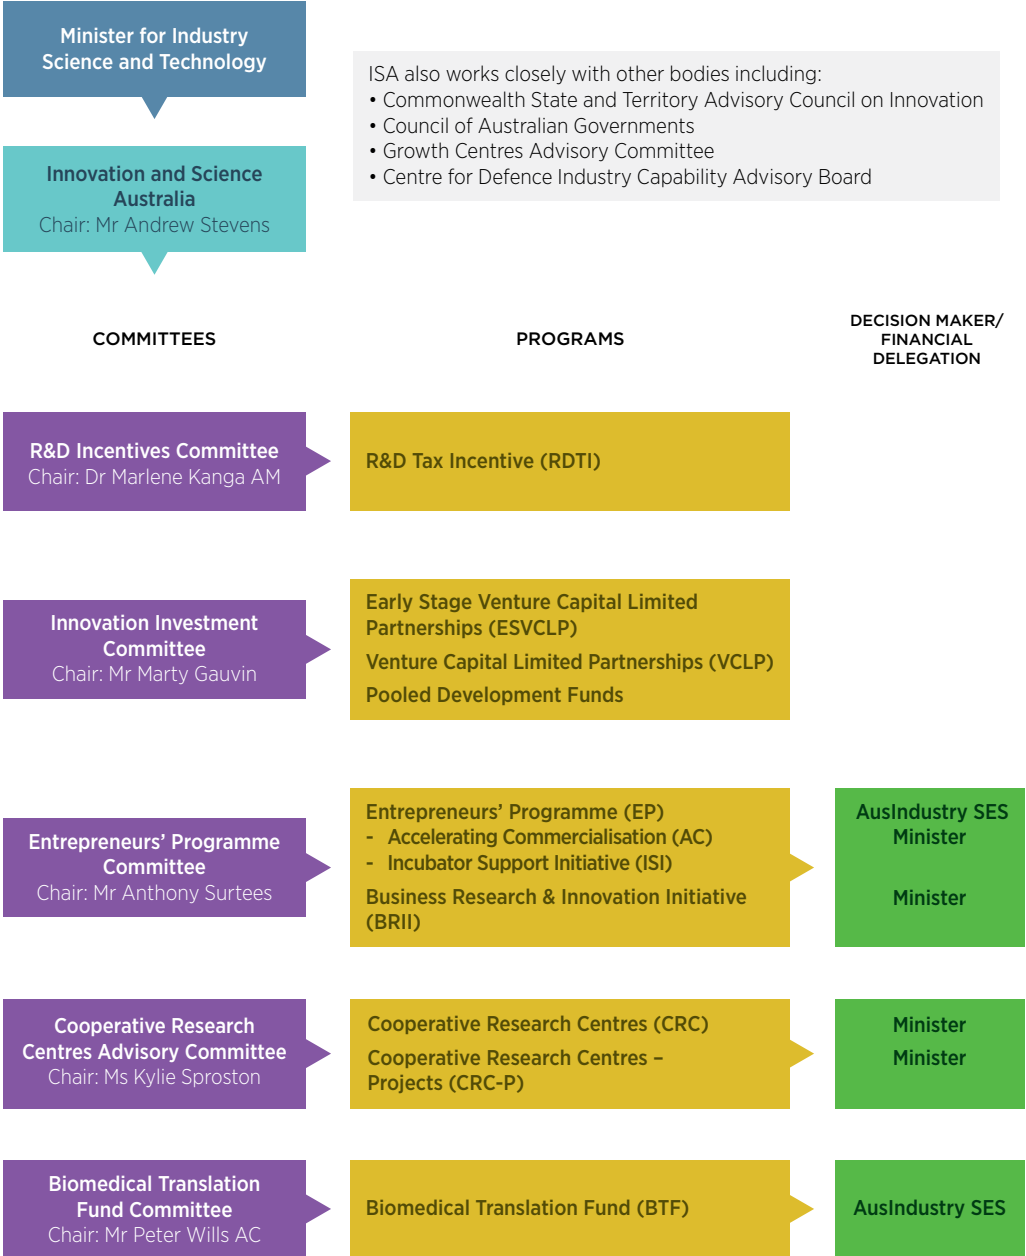 Minister for Industry
Science and Technology
ISA also works closely with other bodies including:
• Commonwealth State and Territory Advisory Council on Innovation
• Council of Australian Governments
• Growth Centres Advisory Committee
• Centre for Defence Industry Capability Advisory Board
Innovation and Science
Australia
Chair: Mr Andrew Stevens
COMMITTEES
PROGRAMS
DECISION MAKER/
FINANCIAL
DELEGATION
R&D Incentives Committee
Chair: Dr Marlene Kanga AM
R&D Tax Incentive (RDTI)
Innovation Investment
Committee
Chair: Mr Marty Gauvin
Early Stage Venture Capital Limited
Partnerships (ESVCLP)
Venture Capital Limited Partnerships (VCLP)
Pooled Development Funds
Entrepreneurs’ Programme
Committee
Chair: Mr Anthony Surtees
Entrepreneurs’ Programme (EP)
- Accelerating Commercialisation (AC)
- Incubator Support Initiative (ISI)
Business Research & Innovation Initiative
(BRII)
AusIndustry SES
Minister
Minister
Cooperative Research
Centres Advisory Committee
Chair: Ms Kylie Sproston
Cooperative Research Centres (CRC)
Cooperative Research Centres –
Projects (CRC-P)
Minister
Minister
Biomedical Translation
Fund Committee
Chair: Mr Peter Wills AC
Biomedical Translation Fund (BTF)
AusIndustry SES